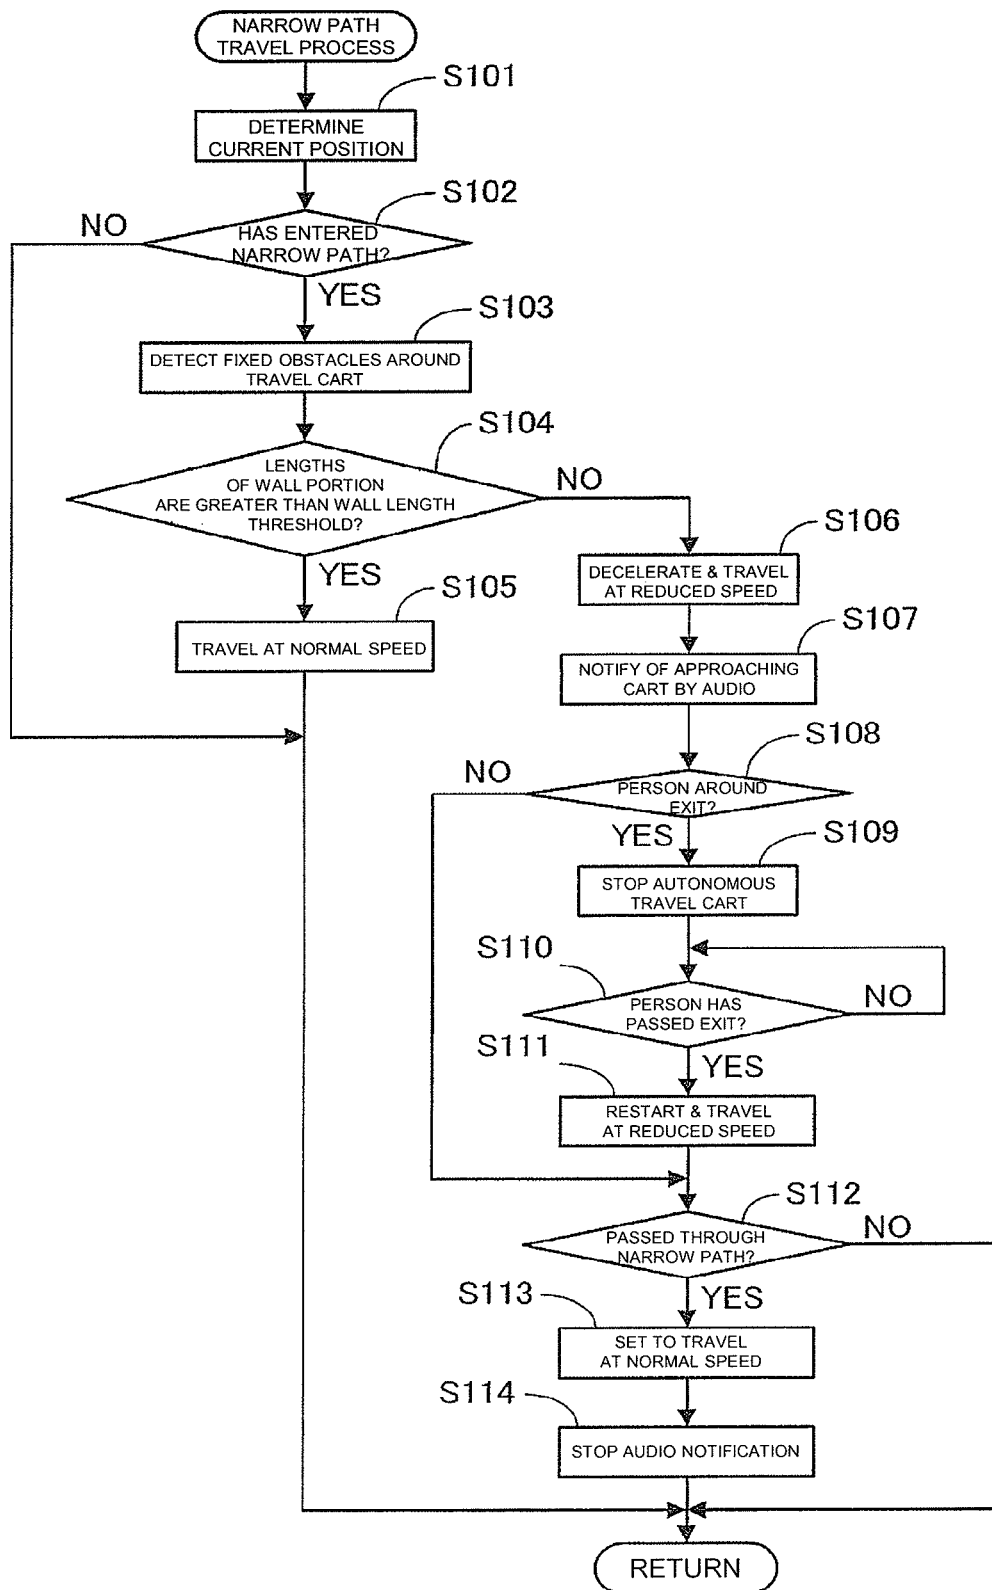 NARROW PATH
TRAVEL PROCESS
S101
DETERMINE
CURRENT POSITION
S102
NO
HAS ENTERED
NARROW PATH?
YES
S103
DETECT FIXED OBSTACLES AROUND
TRAVEL CART
S104
LENGTHS
OF WALL PORTION
ARE GREATER THAN WALL LENGTH
THRESHOLD?
NO
YES
S105
TRAVEL AT NORMAL SPEED
S106
DECELERATE & TRAVEL
AT REDUCED SPEED
S107
NOTIFY OF APPROACHING
CART BY AUDIO
S108
NO
PERSON AROUND
EXIT?
YES
S109
STOP AUTONOMOUS
TRAVEL CART
S110
PERSON HAS
PASSED EXIT?
NO
YES
S111
RESTART & TRAVEL
AT REDUCED SPEED
S112
PASSED THROUGH
NARROW PATH?
NO
YES
S113
SET TO TRAVEL
AT NORMAL SPEED
S114
STOP AUDIO NOTIFICATION
RETURN